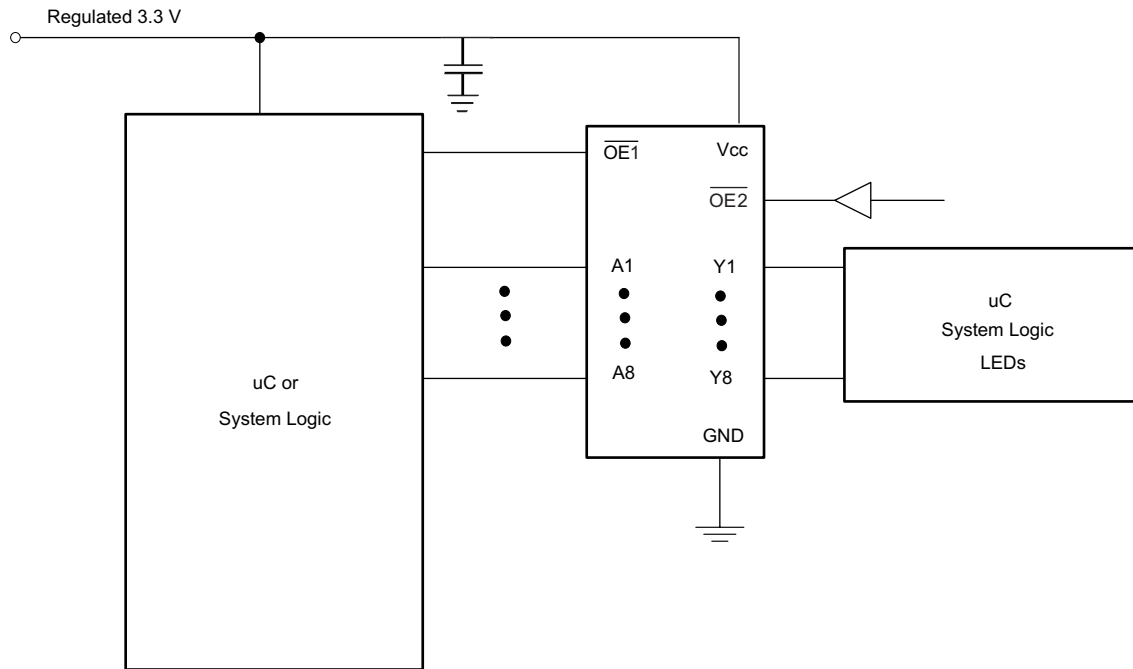 Regulated 3.3 V
OE1
Vcc
OE2
A1
Y1
uC
System Logic
LEDs
A8
Y8
uC or
System Logic
GND